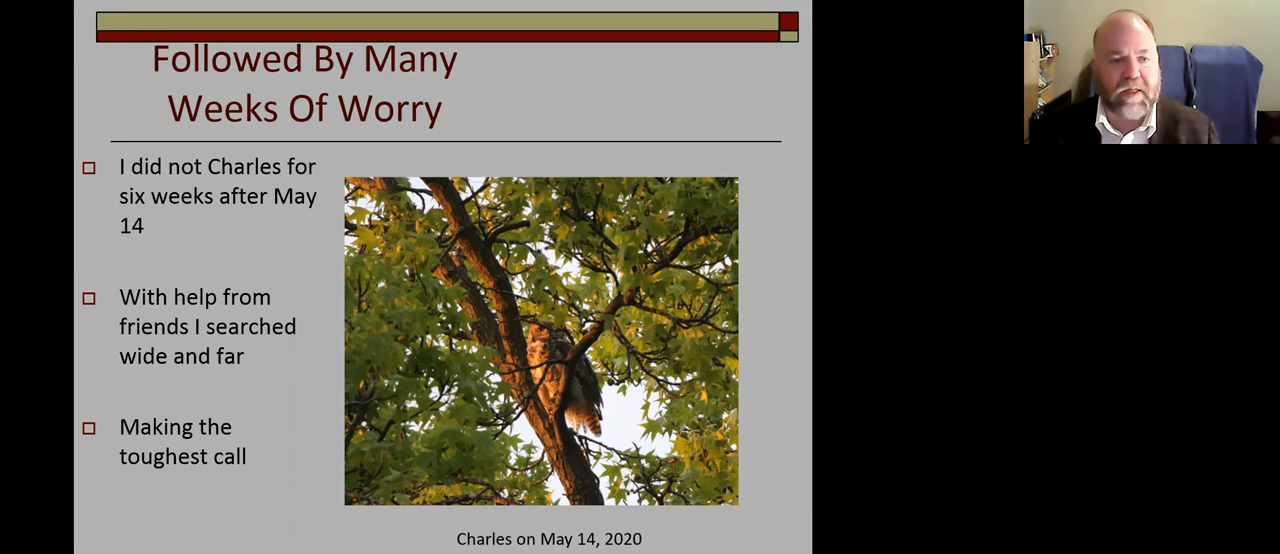 Followed By Many
Weeks Of Worry
I did not Charles for
six weeks after May
14
With help from
friends I searched
wide and far
Making the
toughest call
Charles on May 14, 2020